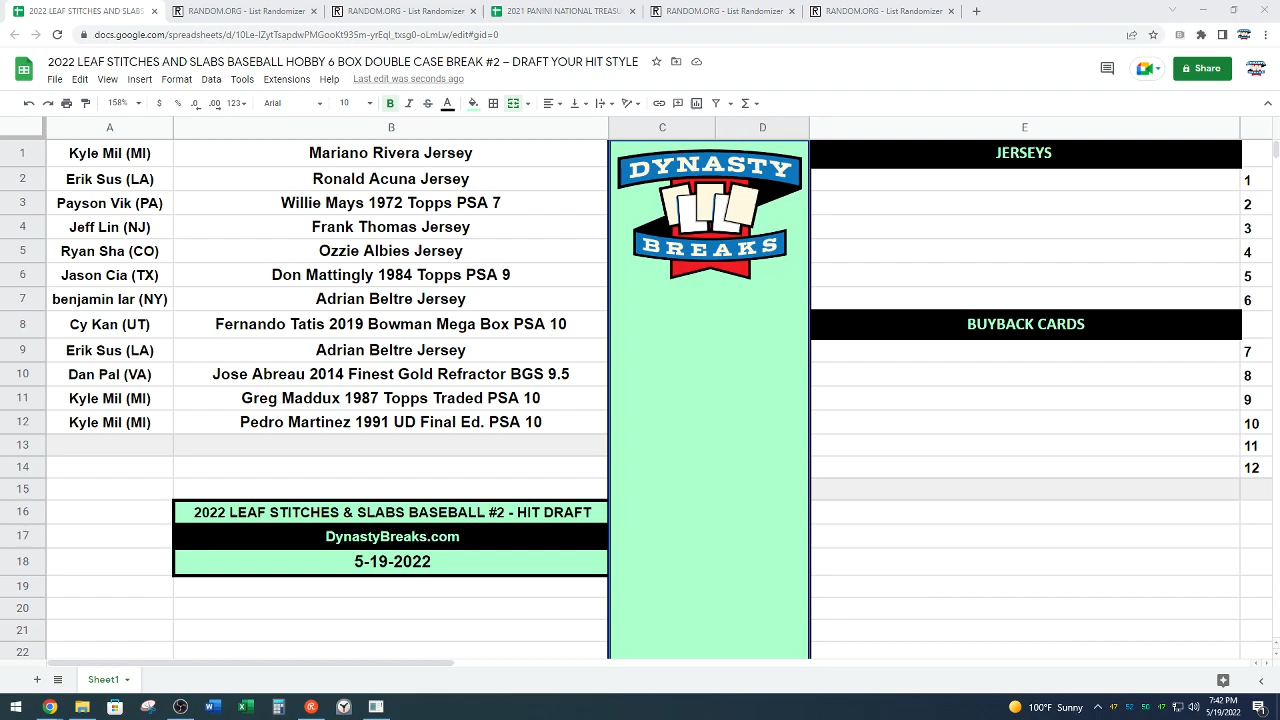 2022 LEAF STITCHES AND SLABS
RANDOM.ORG - List Randomizer
RANDOM.ORG - List Randomizer
2021 PANINI NATIONAL TREASU
RANDOM.ORG - List Randomizer
RANDOM.ORG - List Randomizer
2022 LEAF STITCHES AND SLABS BASEBALL HOBBY 6 BOX DOUBLE CASE BREAK #2 – DRAFT YOUR HIT STYLE
File Edit View Insert Format Data Tools Extensions Help Last edit was seconds ago
Share
158% $ % .0 .00 123 Arial 10 B I S A
A B C D E
1 Kyle Mil (MI) Mariano Rivera Jersey JERSEYS
2 Erik Sus (LA) Ronald Acuna Jersey 1
3 Payson Vik (PA) Willie Mays 1972 Topps PSA 7 2
4 Jeff Lin (NJ) Frank Thomas Jersey 3
5 Ryan Sha (CO) Ozzie Albies Jersey 4
6 Jason Cia (TX) Don Mattingly 1984 Topps PSA 9 5
7 benjamin lar (NY) Adrian Beltre Jersey 6
8 Cy Kan (UT) Fernando Tatis 2019 Bowman Mega Box PSA 10 BUYBACK CARDS
9 Erik Sus (LA) Adrian Beltre Jersey 7
10 Dan Pal (VA) Jose Abreau 2014 Finest Gold Refractor BGS 9.5 8
11 Kyle Mil (MI) Greg Maddux 1987 Topps Traded PSA 10 9
12 Kyle Mil (MI) Pedro Martinez 1991 UD Final Ed. PSA 10 10
13 11
14 12
15
16 2022 LEAF STITCHES & SLABS BASEBALL #2 - HIT DRAFT
17 DynastyBreaks.com
18 5-19-2022
19
20
21
22
DYNASTY
BREAKS
Sheet1
100°F Sunny
47 52 50 47
7:42 PM
5/19/2022